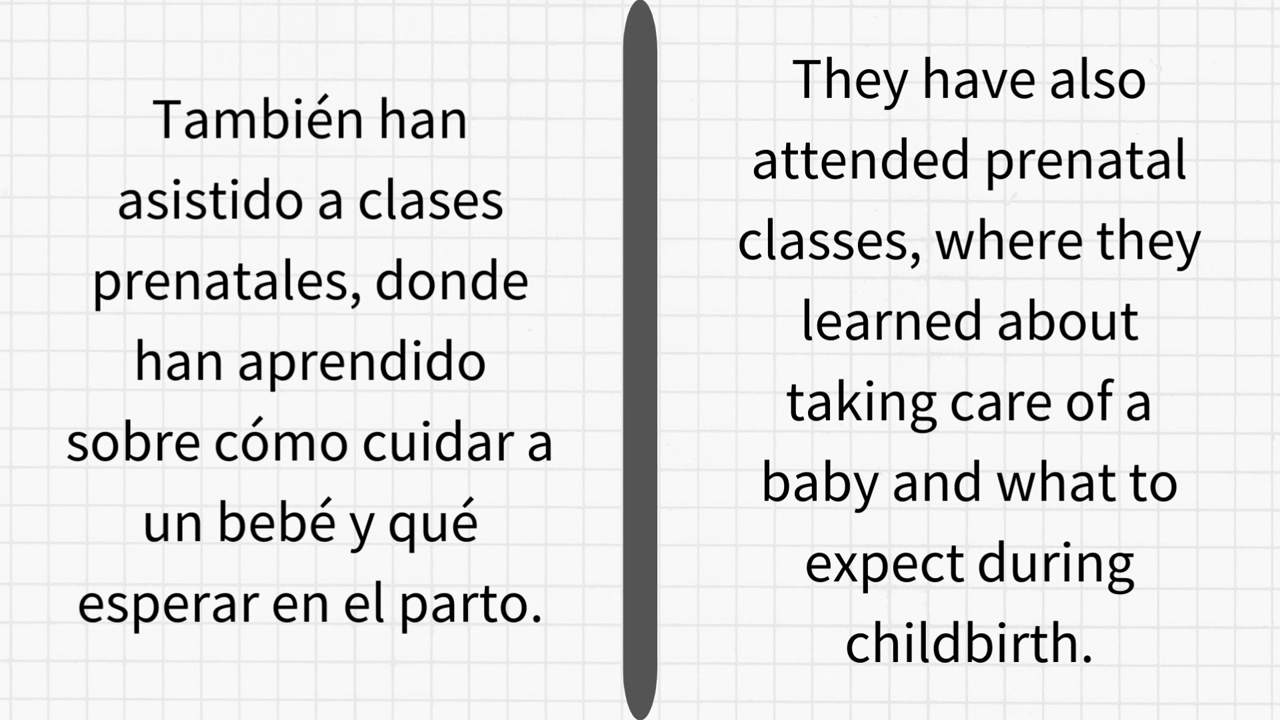 También han
asistido a clases
prenatales, donde
han aprendido
sobre cómo cuidar a
un bebé y qué
esperar en el parto.
They have also
attended prenatal
classes, where they
learned about
taking care of a
baby and what to
expect during
childbirth.